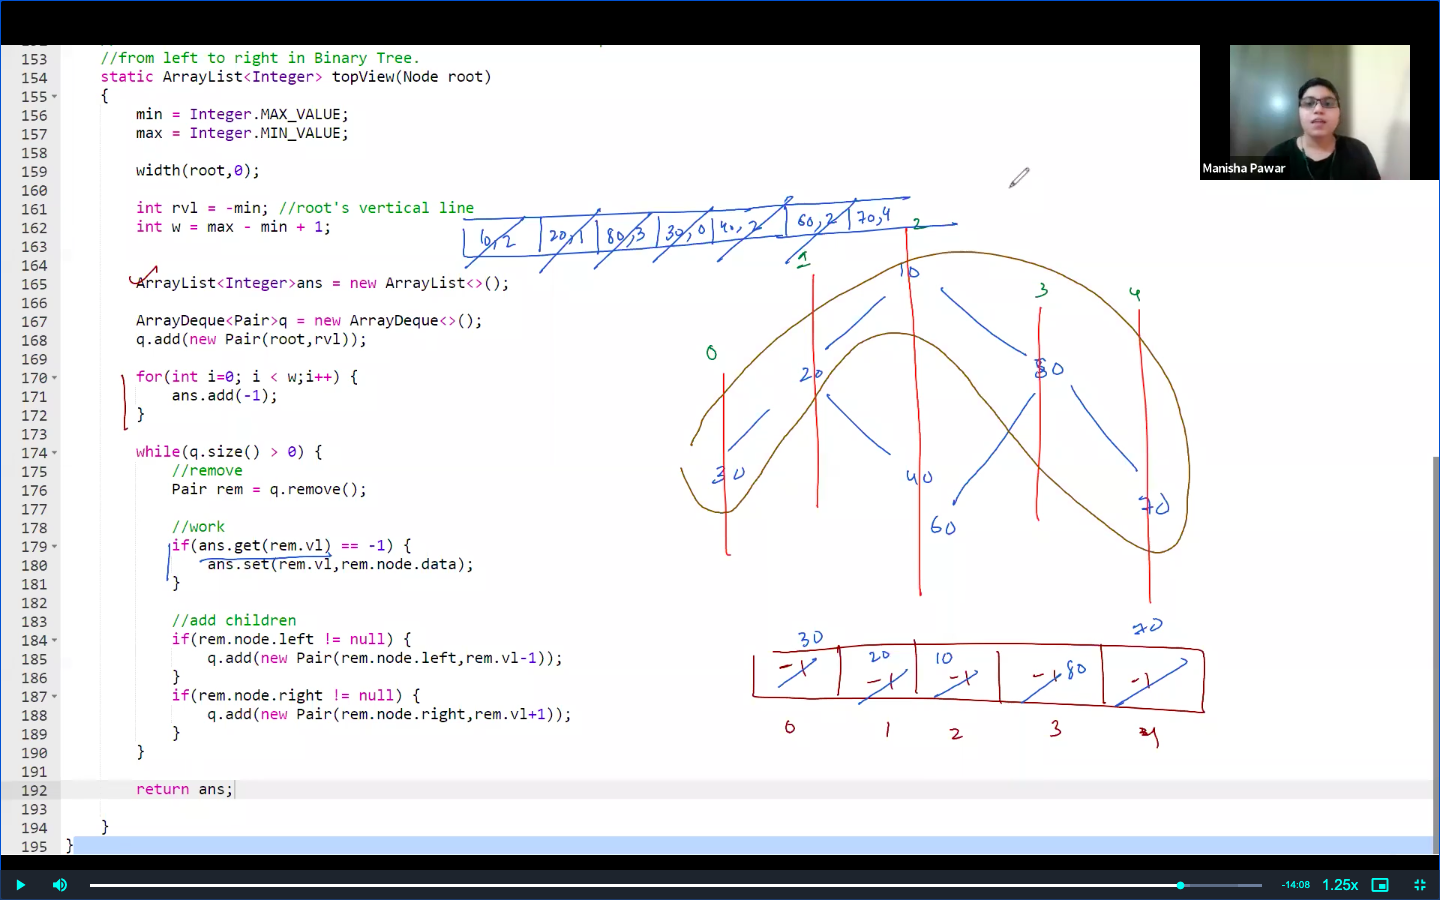 153 //from left to right in Binary Tree.
154 static ArrayList<Integer> topView(Node root)
155 {
156 min = Integer.MAX_VALUE;
157 max = Integer.MIN_VALUE;
158
159 width(root,0);
160
161 int rvl = -min; //root's vertical line
162 int w = max - min + 1;
163
164
165 ArrayList<Integer>ans = new ArrayList<>();
166
167 ArrayDeque<Pair>q = new ArrayDeque<>();
168 q.add(new Pair(root,rvl));
169
170 for(int i=0; i < w;i++) {
171 ans.add(-1);
172 }
173
174 while(q.size() > 0) {
175 //remove
176 Pair rem = q.remove();
177
178 //work
179 if(ans.get(rem.vl) == -1) {
180 ans.set(rem.vl,rem.node.data);
181 }
182
183 //add children
184 if(rem.node.left != null) {
185 q.add(new Pair(rem.node.left,rem.vl-1));
186 }
187 if(rem.node.right != null) {
188 q.add(new Pair(rem.node.right,rem.vl+1));
189 }
190 }
191
192 return ans;
193
194 }
195 }
Manisha Pawar
10,2 20,1 80,3 30,0 40,2 60,2 70,4
2
1
10
3 4
0
20 80
30 40 70
60
30 70
20 10 80
-1 -1 -1 -1 -1
0 1 2 3 4
-14:08 1.25x